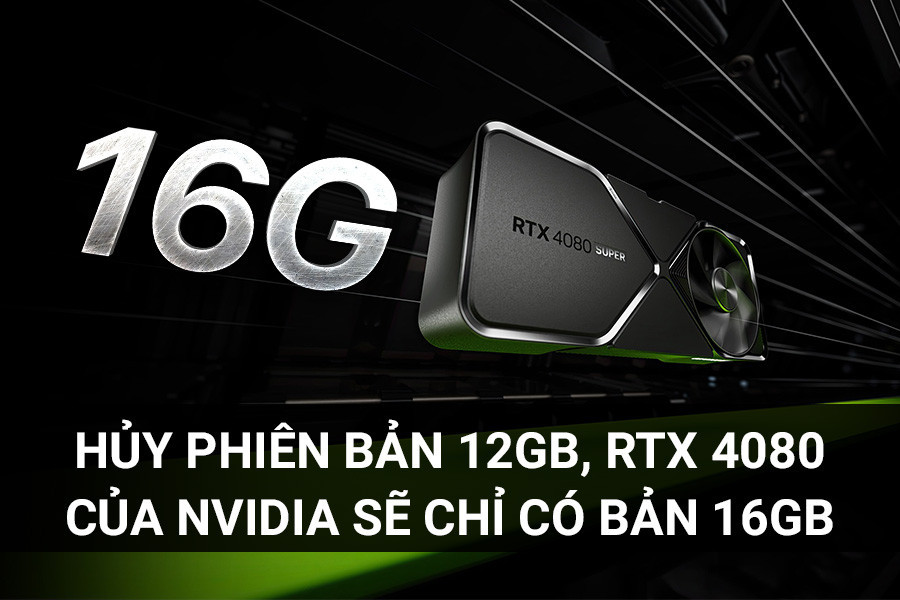 16G
RTX 4080 SUPER
HỦY PHIÊN BẢN 12GB, RTX 4080
CỦA NVIDIA SẼ CHỈ CÓ BẢN 16GB